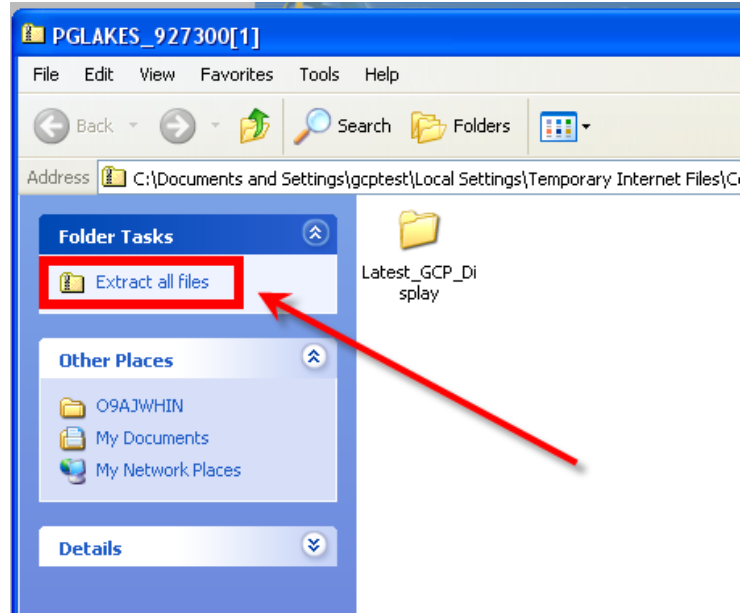 PGLAKES_927300[1]
File Edit View Favorites Tools Help
Back Search Folders
Address C:\Documents and Settings\gcptest\Local Settings\Temporary Internet Files\Co
Folder Tasks
Extract all files
Latest_GCP_Di
splay
Other Places
O9AJWHIN
My Documents
My Network Places
Details